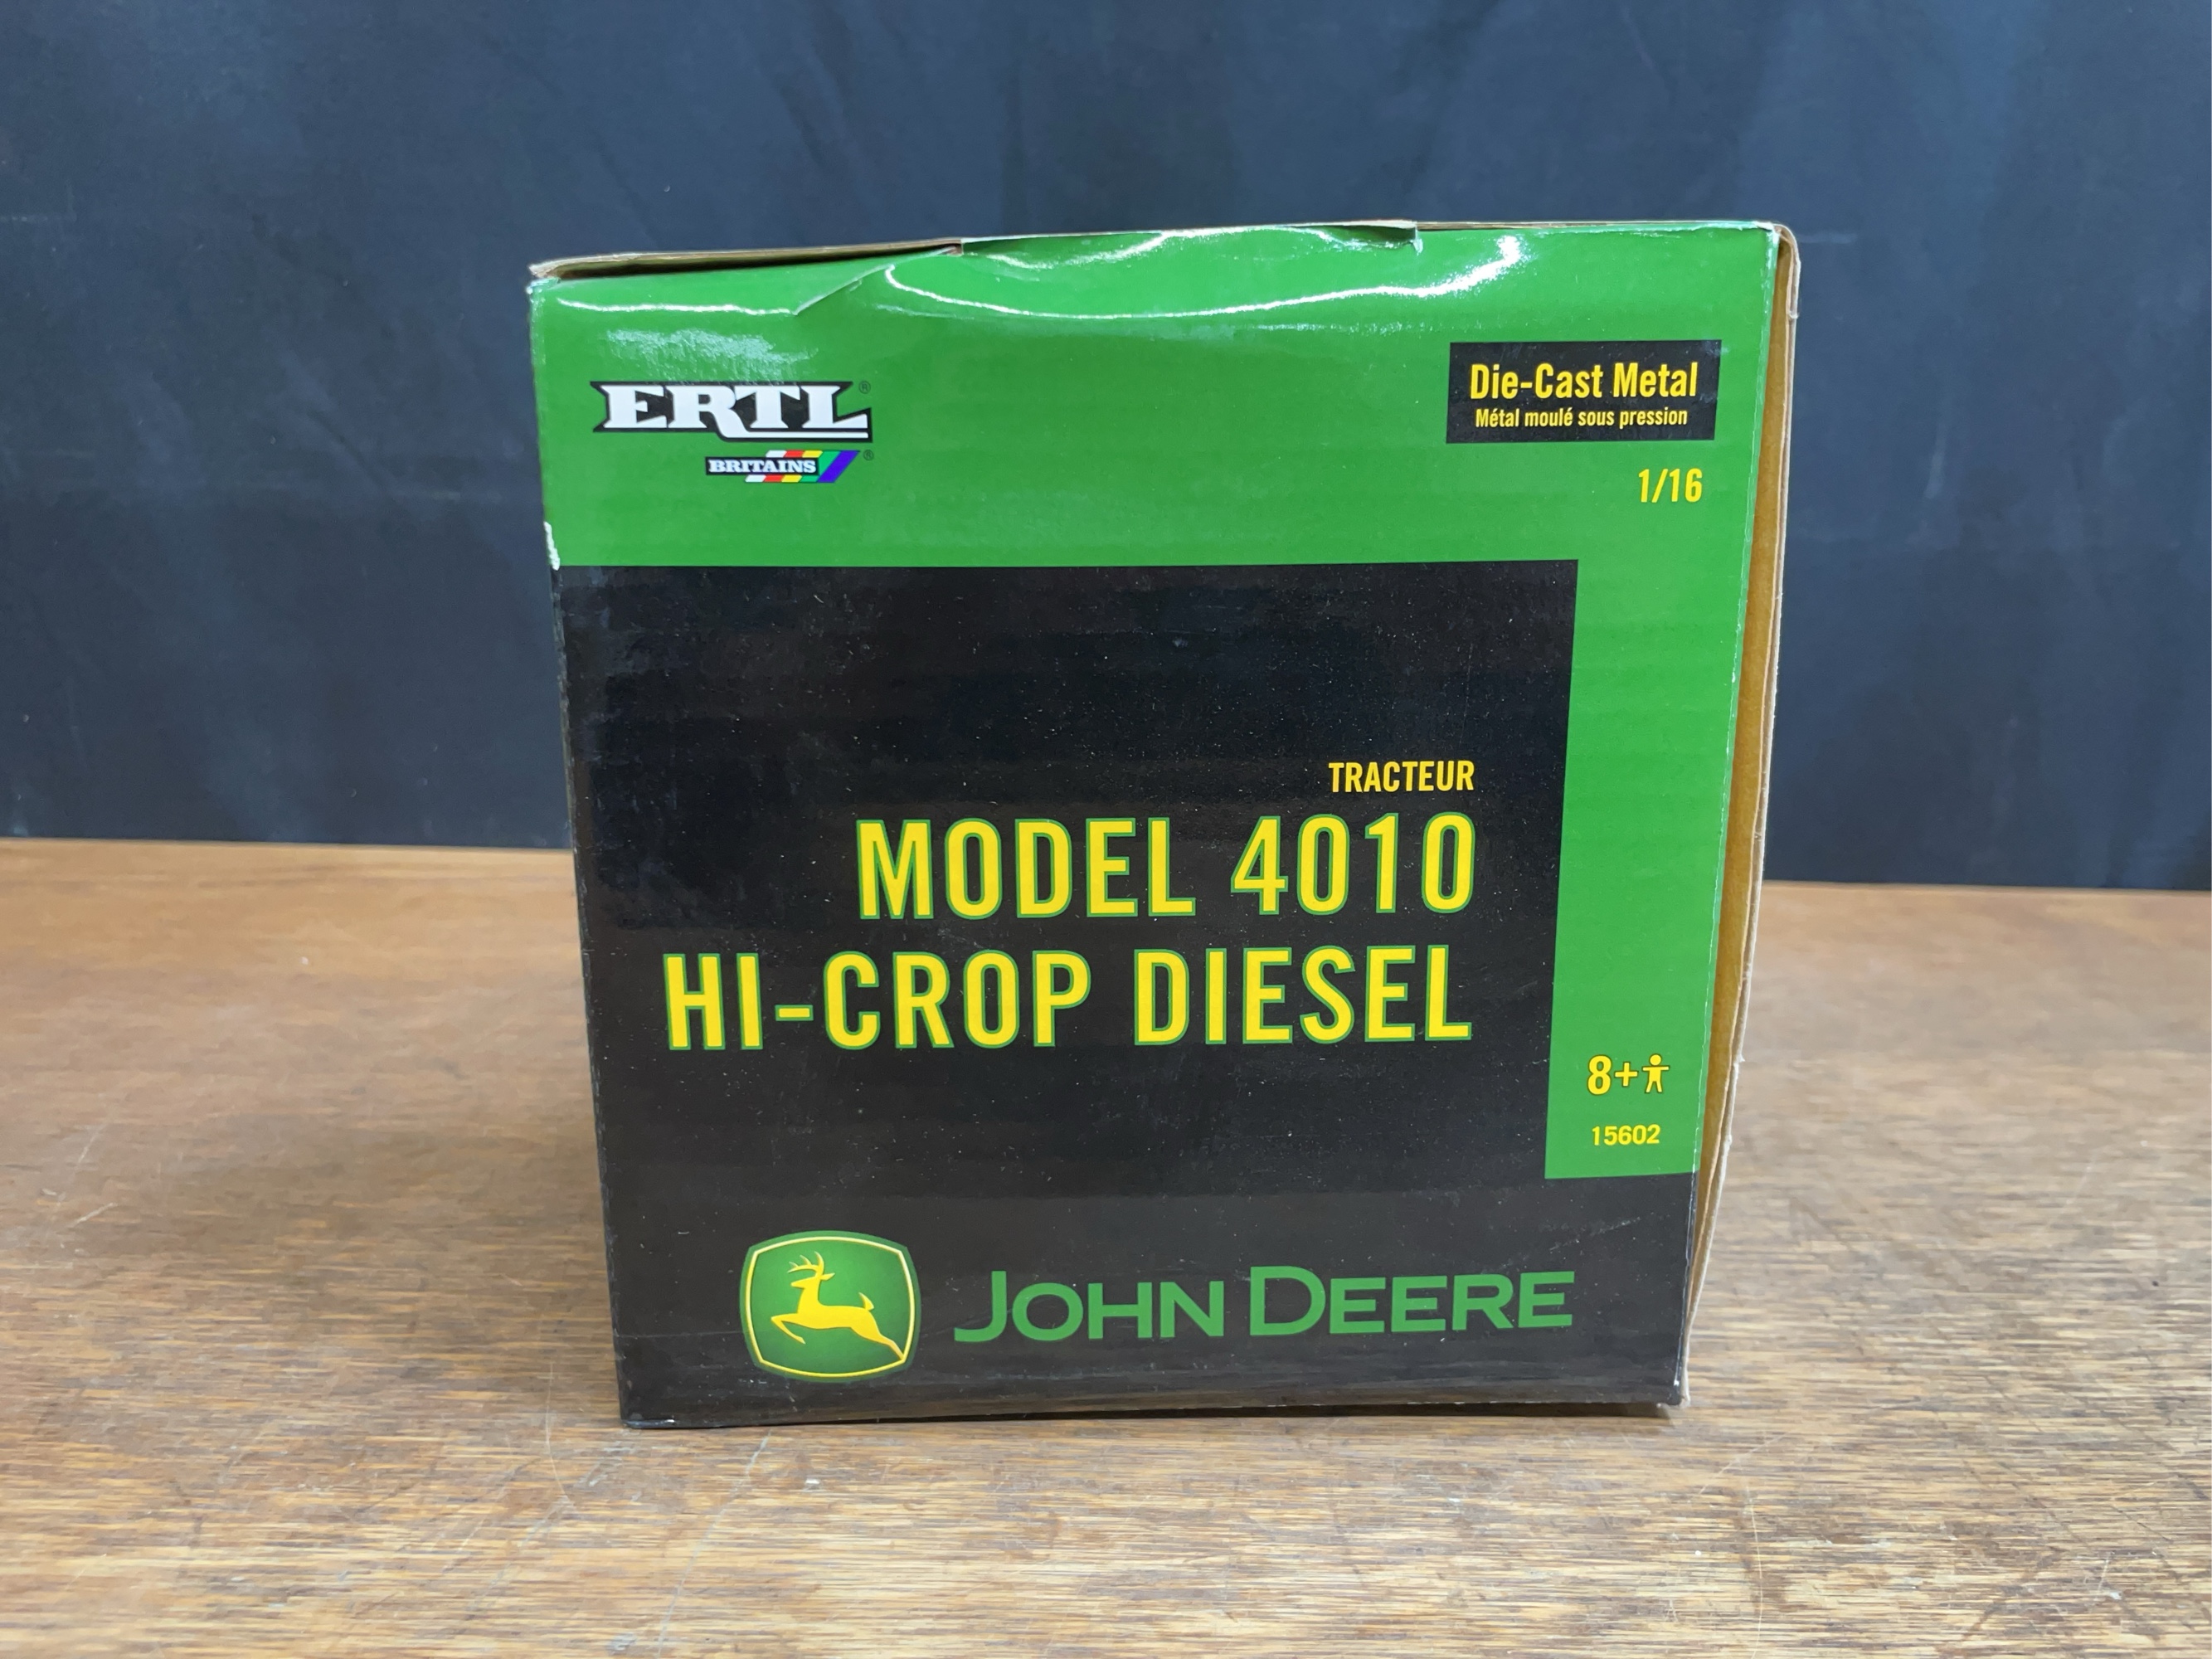 ERTL®
BRITAINS®
Die-Cast Metal
Métal moulé sous pression
1/16
TRACTEUR
MODEL 4010
HI-CROP DIESEL
8+
15602
JOHN DEERE